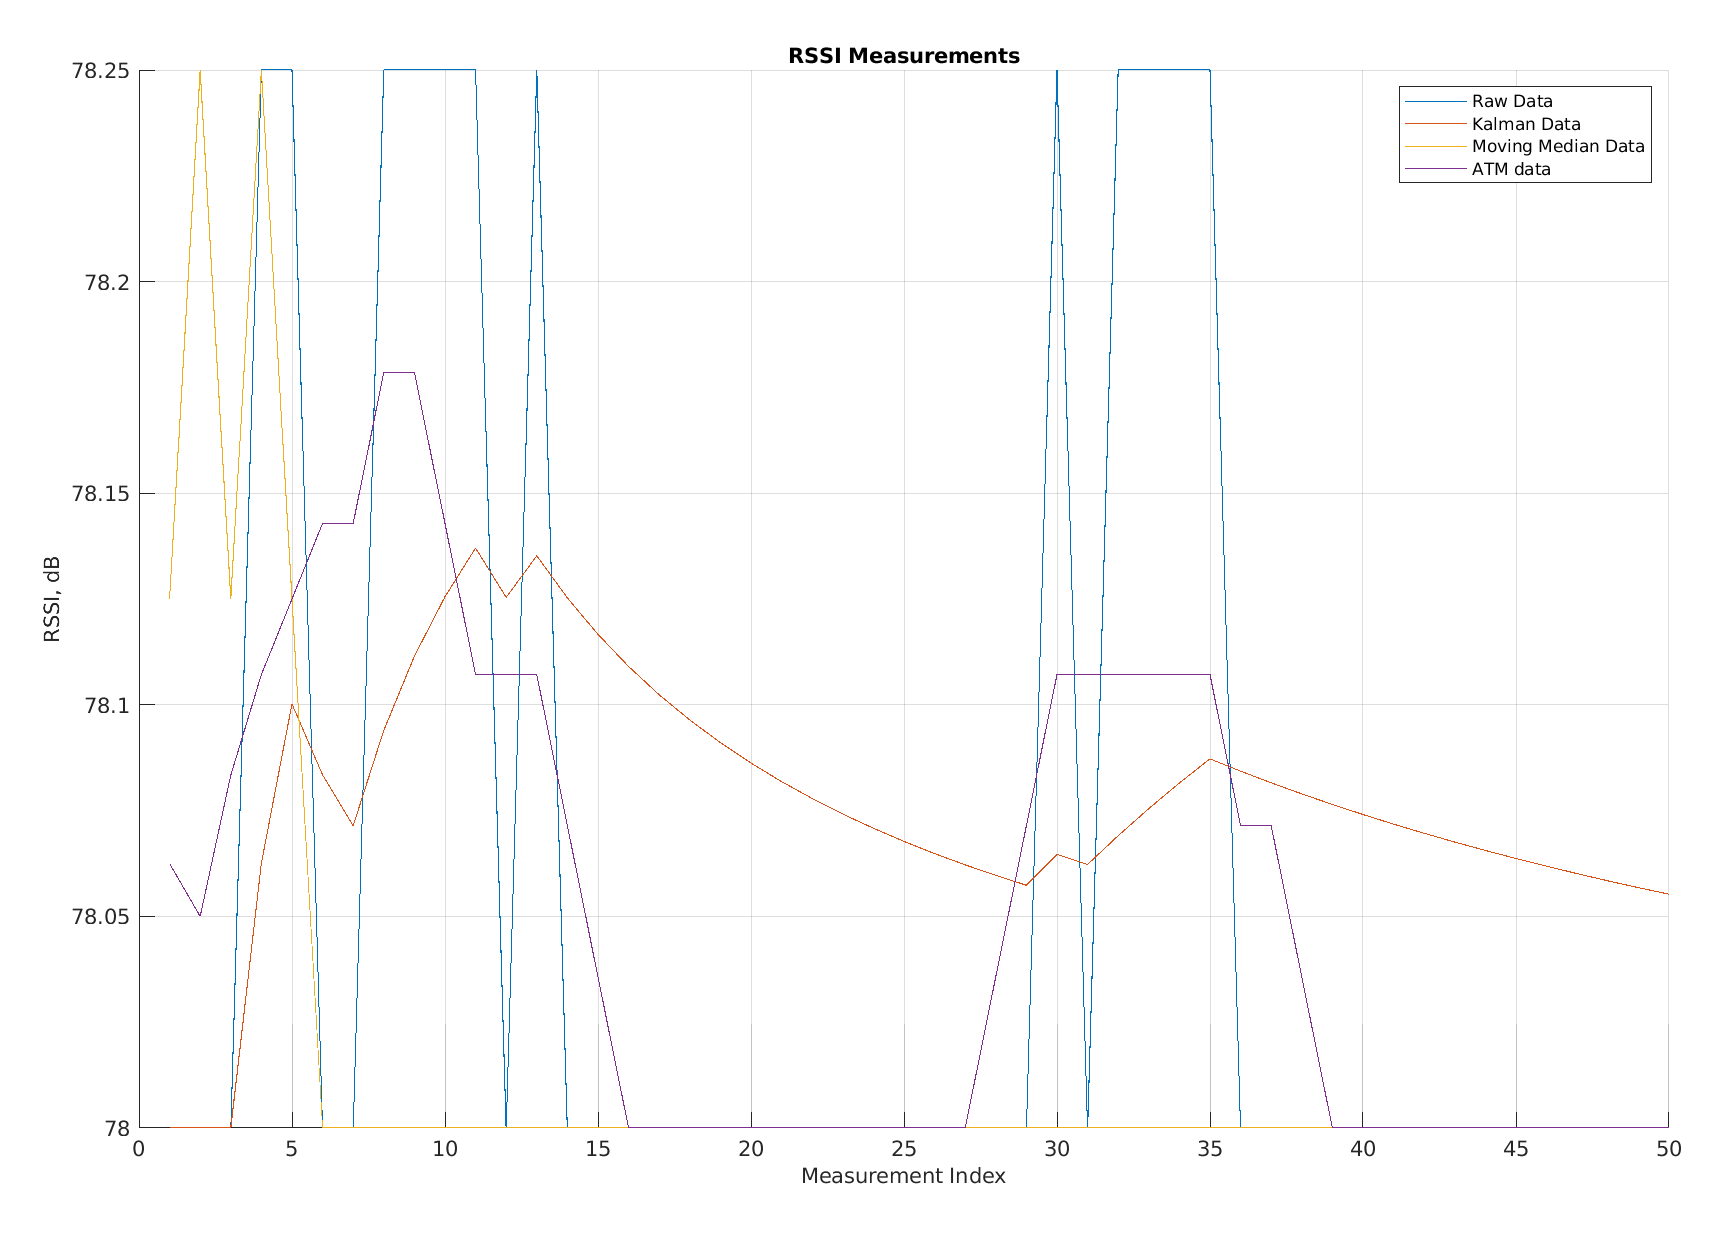 RSSI Measurements
78.25
78.2
78.15
78.1
78.05
78
RSSI, dB
Raw Data
Kalman Data
Moving Median Data
ATM data
0 5 10 15 20 25 30 35 40 45 50
Measurement Index